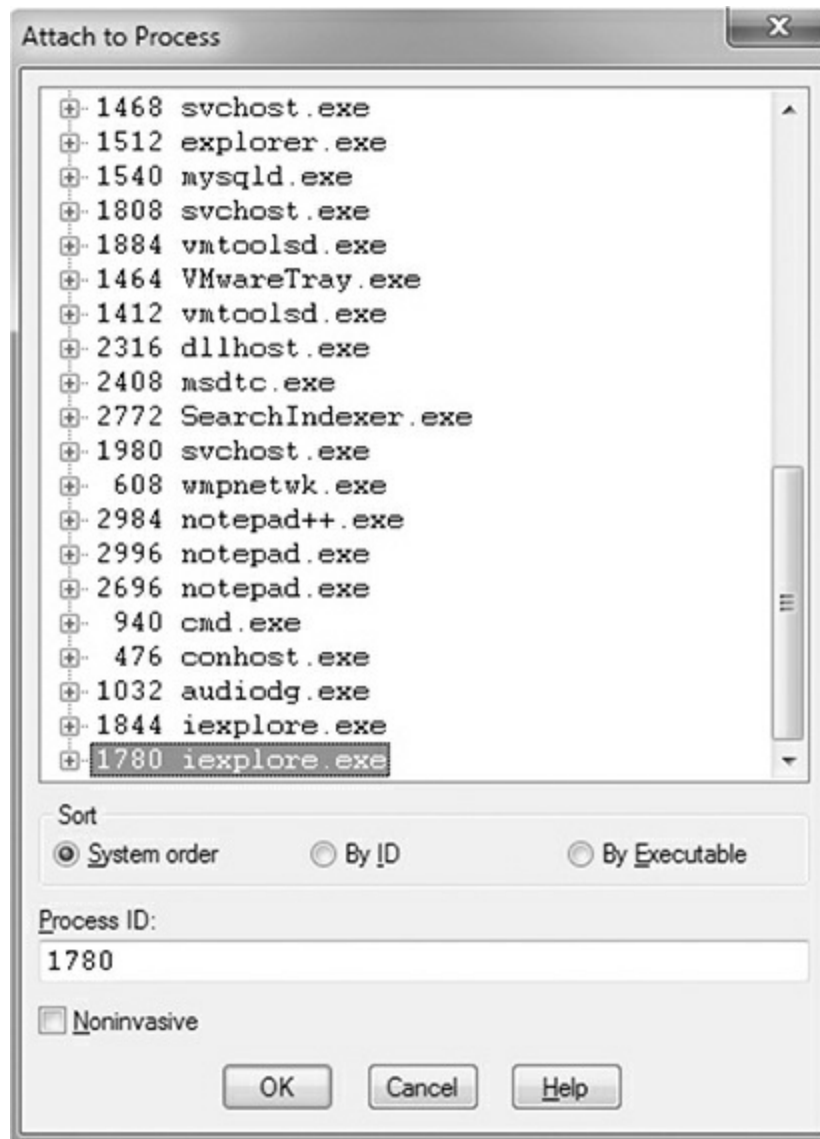 Attach to Process
1468 svchost.exe
1512 explorer.exe
1540 mysqld.exe
1808 svchost.exe
1884 vmtoolsd.exe
1464 VMwareTray.exe
1412 vmtoolsd.exe
2316 dllhost.exe
2408 msdtc.exe
2772 SearchIndexer.exe
1980 svchost.exe
608 wmpnetwk.exe
2984 notepad++.exe
2996 notepad.exe
2696 notepad.exe
940 cmd.exe
476 conhost.exe
1032 audiodg.exe
1844 iexplore.exe
1780 iexplore.exe
Sort
System order By ID By Executable
Process ID:
1780
Noninvasive
OK Cancel Help